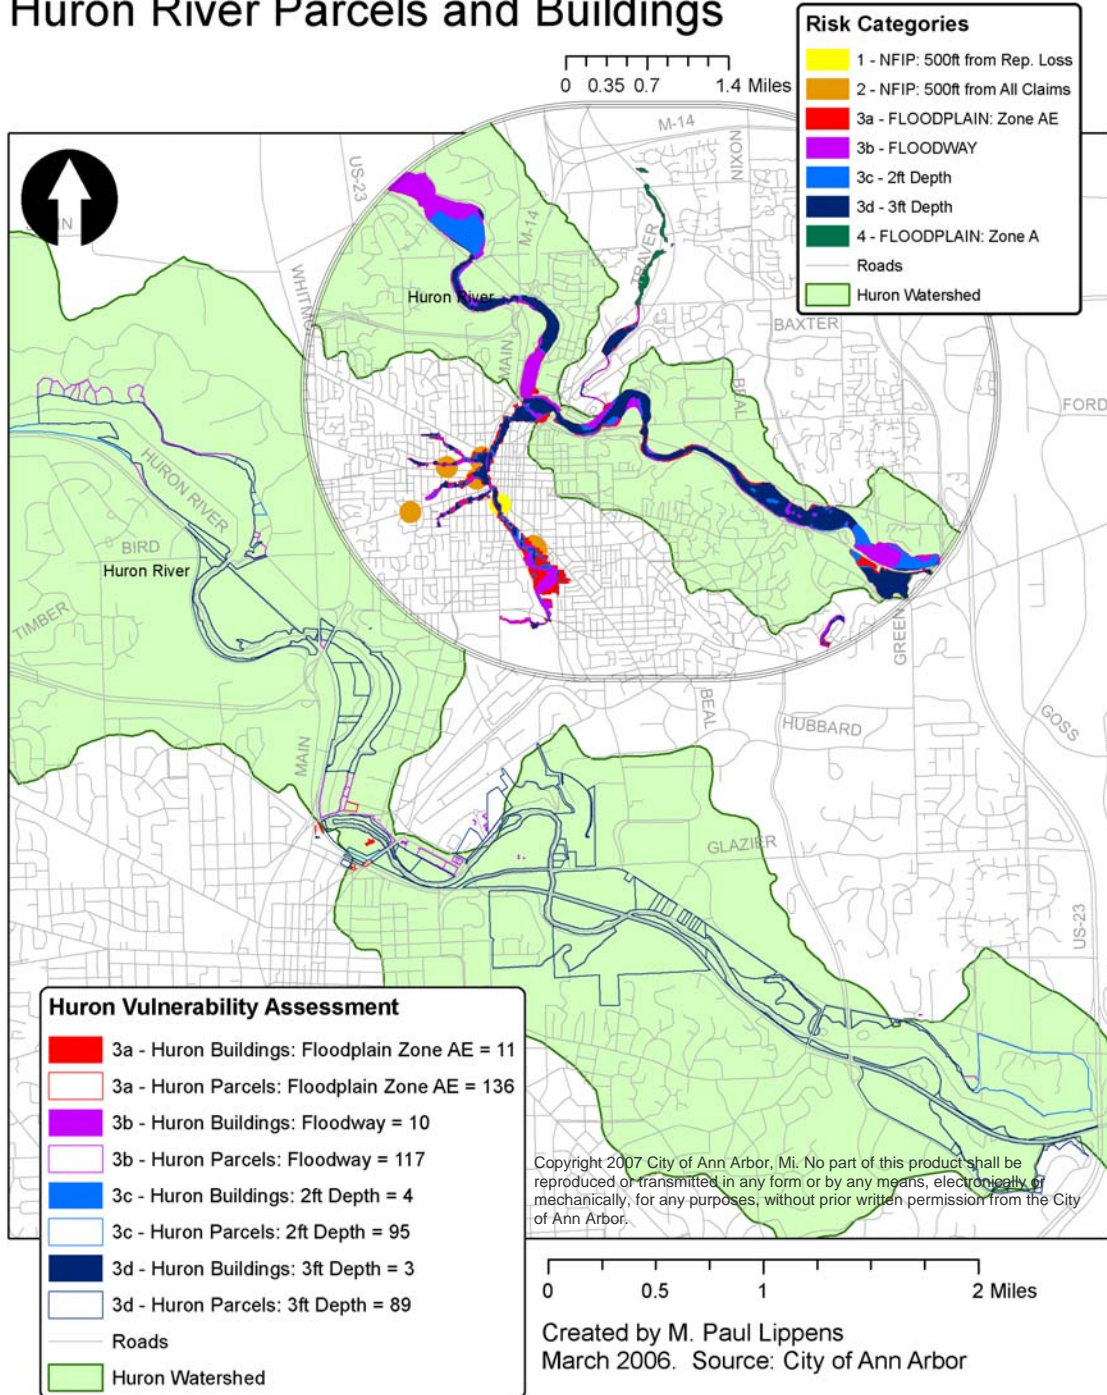 Huron River Parcels and Buildings
0 0.35 0.7 1.4 Miles
Risk Categories
1 - NFIP: 500ft from Rep. Loss
2 - NFIP: 500ft from All Claims
3a - FLOODPLAIN: Zone AE
3b - FLOODWAY
3c - 2ft Depth
3d - 3ft Depth
4 - FLOODPLAIN: Zone A
Roads
Huron Watershed
M-14
NIXON
US-23
M-14
TRAVER
Huron River
BAXTER
MAIN
BEAL
FORD
HURON RIVER
BIRD
Huron River
TIMBER
GREEN
BEAL
HUBBARD
GOSS
MAIN
GLAZIER
US-23
Huron Vulnerability Assessment
3a - Huron Buildings: Floodplain Zone AE = 11
3a - Huron Parcels: Floodplain Zone AE = 136
3b - Huron Buildings: Floodway = 10
3b - Huron Parcels: Floodway = 117
3c - Huron Buildings: 2ft Depth = 4
3c - Huron Parcels: 2ft Depth = 95
3d - Huron Buildings: 3ft Depth = 3
3d - Huron Parcels: 3ft Depth = 89
Roads
Huron Watershed
Copyright 2007 City of Ann Arbor, Mi. No part of this product shall be
reproduced or transmitted in any form or by any means, electronically or
mechanically, for any purposes, without prior written permission from the City
of Ann Arbor.
0 0.5 1 2 Miles
Created by M. Paul Lippens
March 2006. Source: City of Ann Arbor